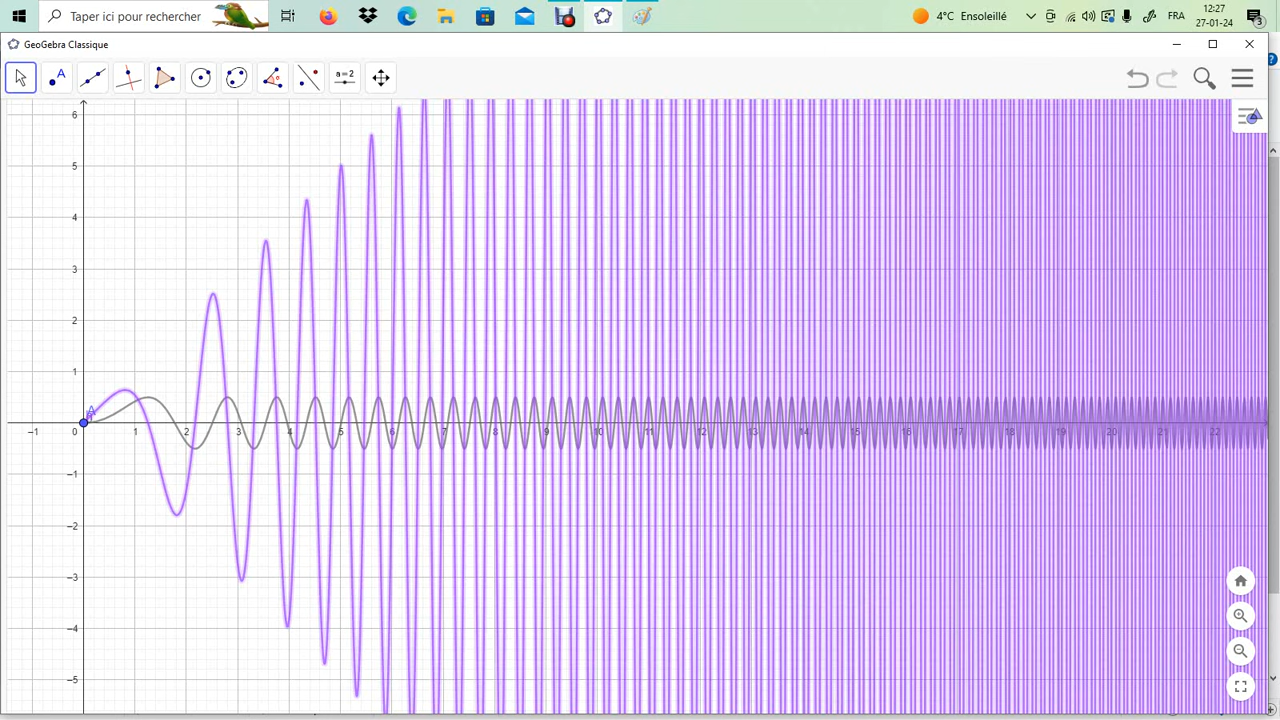 Taper ici pour rechercher
4°C Ensoleillé
FRA
12:27
27-01-24
3
GeoGebra Classique
A
a=2
6
5
4
3
2
1
A
−1 0 1 2 3 4 5 6 7 8 9 10 11 12 13 14 15 16 17 18 19 20 21 22
−1
−2
−3
−4
−5